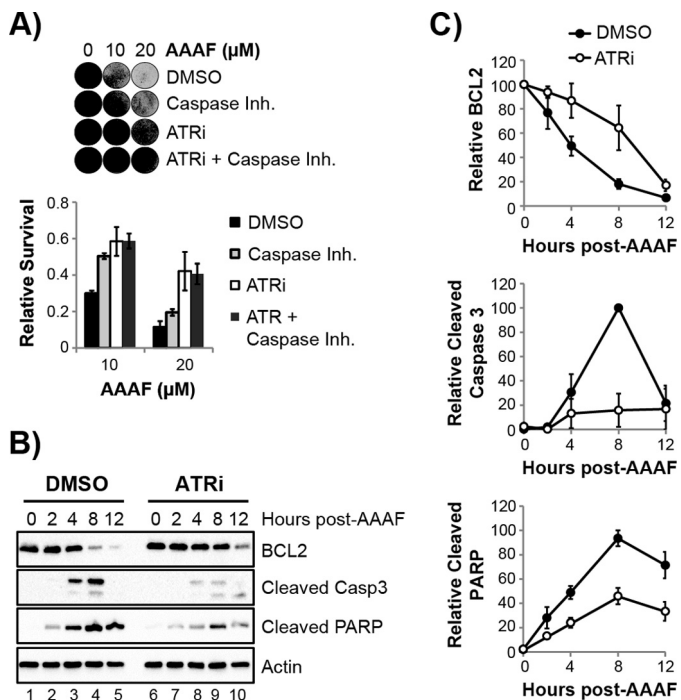 A)
0 10 20 AAAF (µM)
DMSO
Caspase Inh.
ATRi
ATRi + Caspase Inh.
Relative Survival
0.8
0.6
0.4
0.2
0
10 20
AAAF (µM)
DMSO
Caspase Inh.
ATRi
ATR +
Caspase Inh.
B)
DMSO ATRi
0 2 4 8 12 0 2 4 8 12 Hours post-AAAF
BCL2
Cleaved Casp3
Cleaved PARP
Actin
1 2 3 4 5 6 7 8 9 10
C)
DMSO
ATRi
Relative BCL2
120
100
80
60
40
20
0
0 4 8 12
Hours post-AAAF
Relative Cleaved
Caspase 3
120
100
80
60
40
20
0
0 4 8 12
Hours post-AAAF
Relative Cleaved
PARP
120
100
80
60
40
20
0
0 4 8 12
Hours post-AAAF